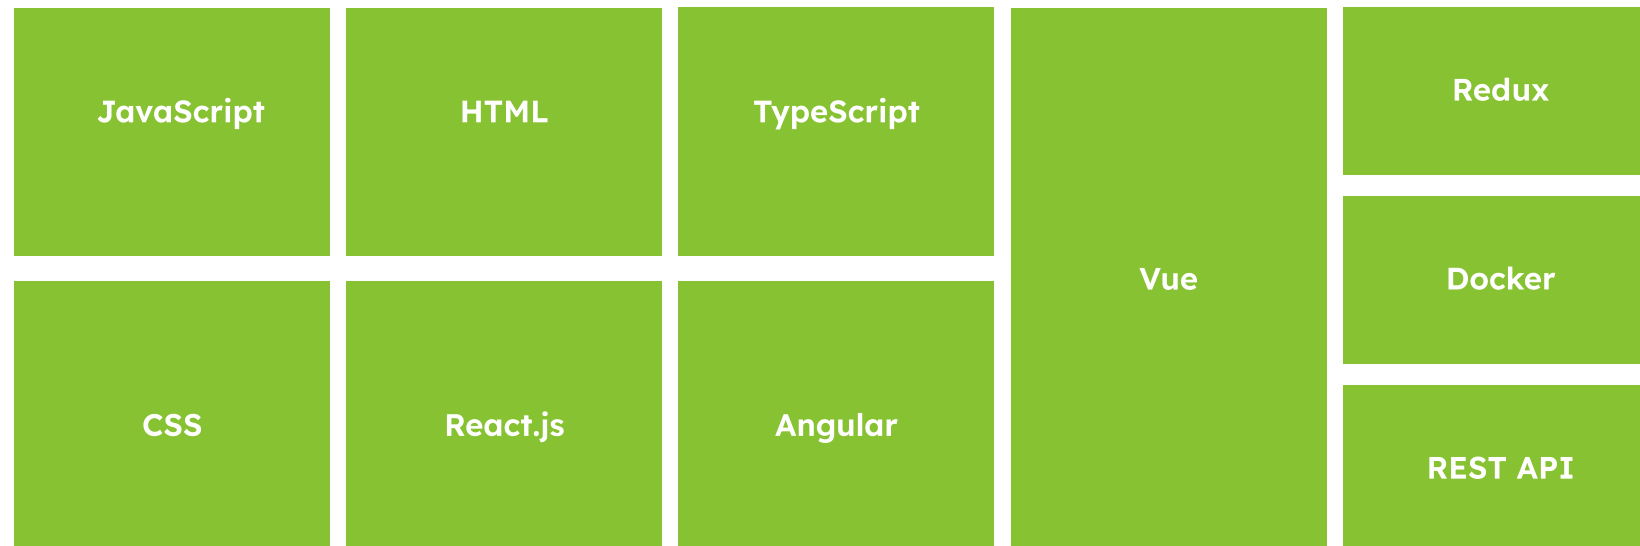 JavaScript
HTML
TypeScript
Vue
Redux
Docker
CSS
React.js
Angular
REST API